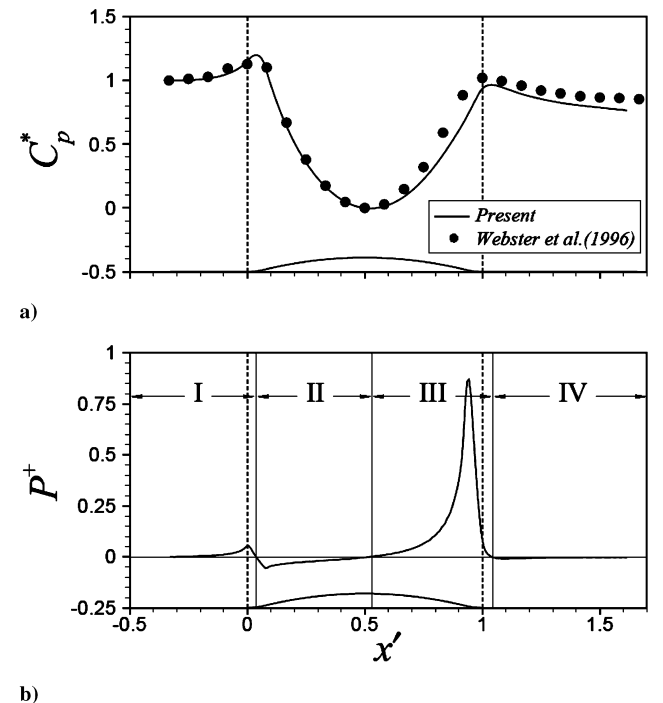 1.5
1
0.5
0
-0.5
C*p
Present
Webster et al.(1996)
a)
1
0.75
0.5
0.25
0
-0.25
P+
I II III IV
-0.5 0 0.5 1 1.5
x′
b)